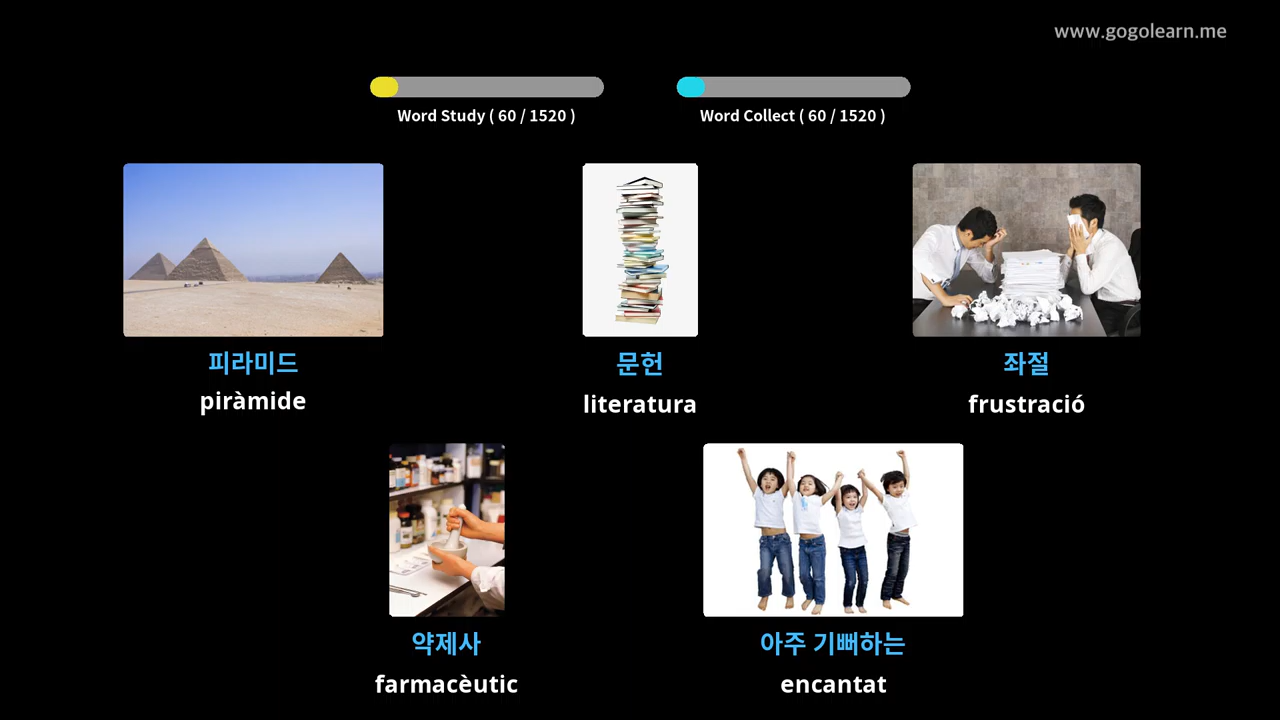 www.gogolearn.me
Word Study ( 60 / 1520 )
Word Collect ( 60 / 1520 )
피라미드
piràmide
문헌
literatura
좌절
frustració
약제사
farmacèutic
아주 기뻐하는
encantat